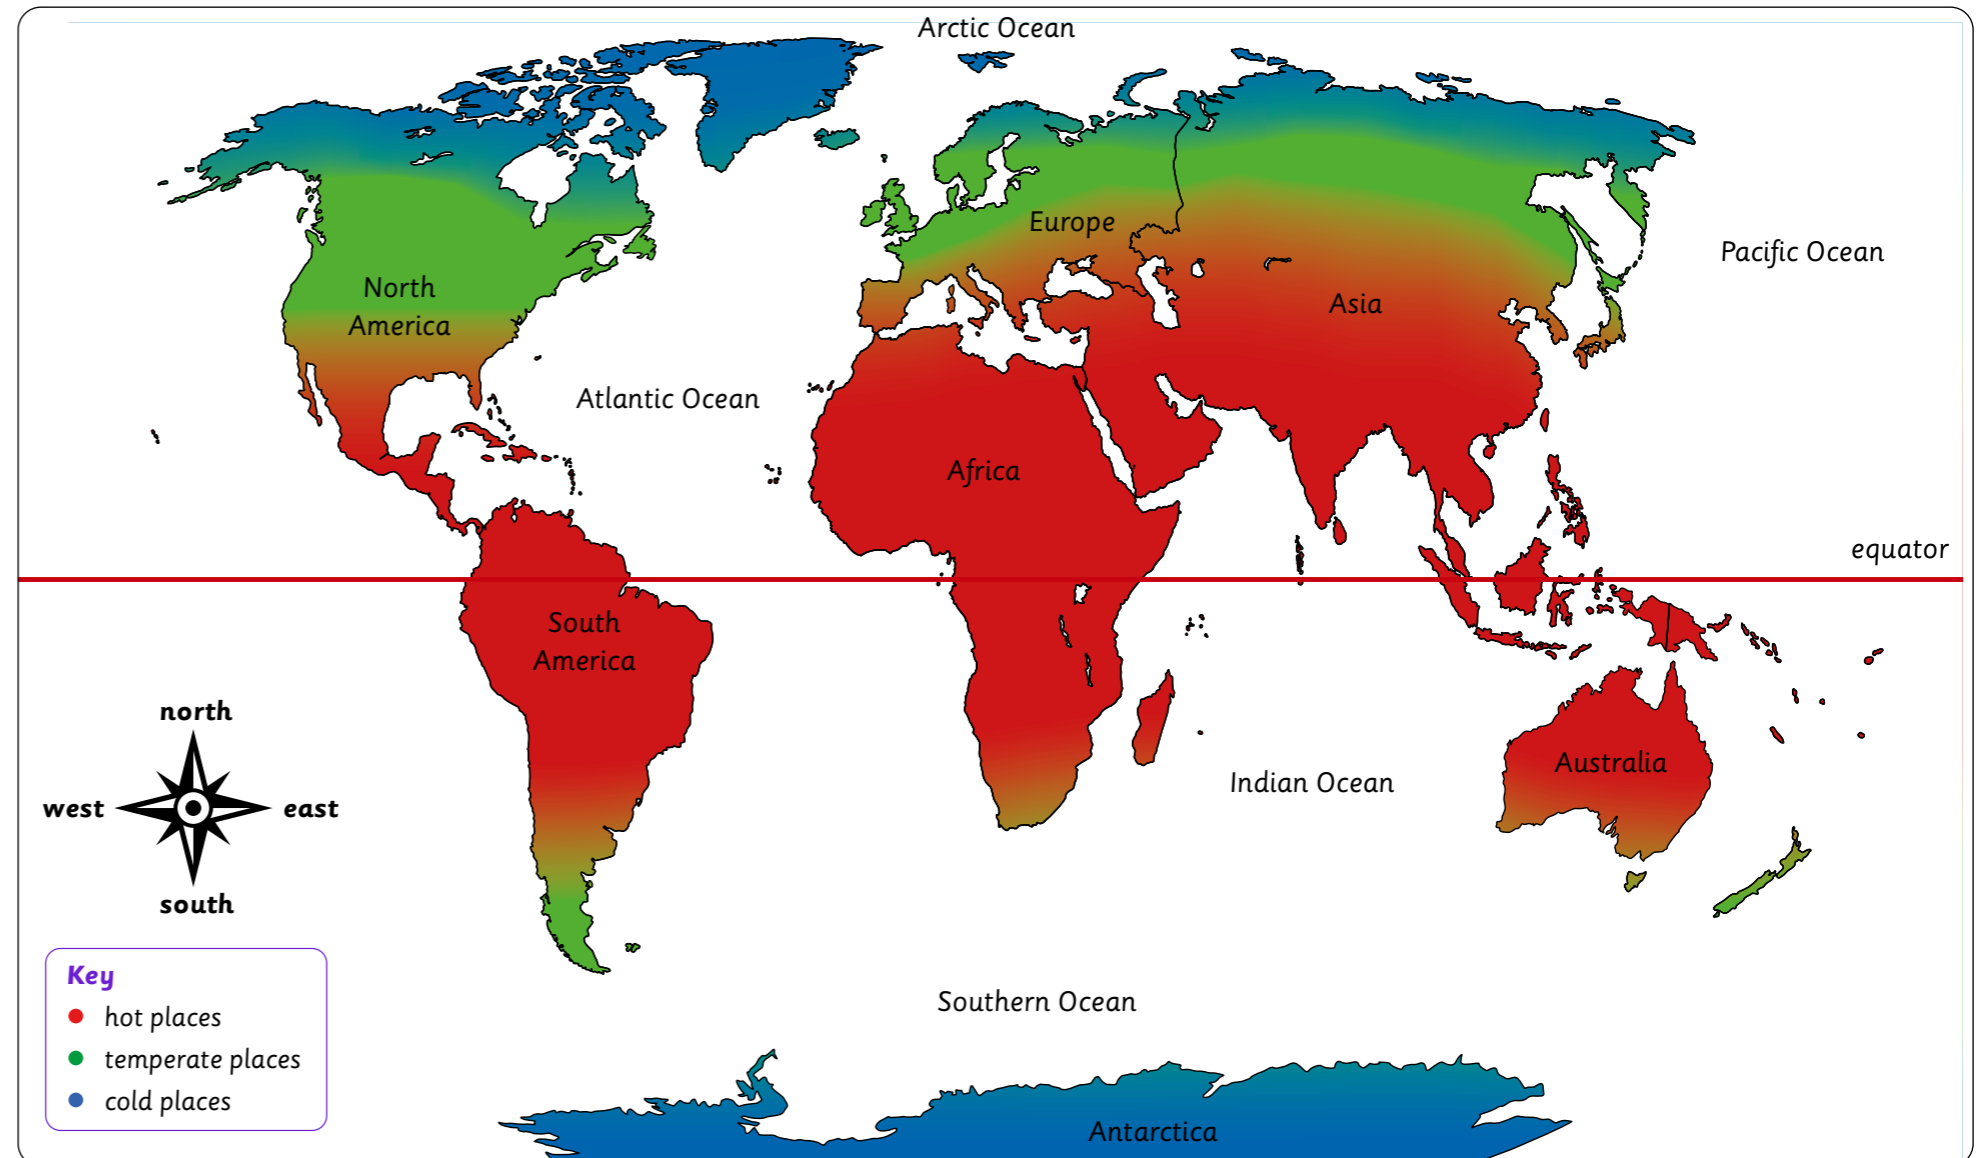 Arctic Ocean
Europe
Pacific Ocean
North
America
Asia
Atlantic Ocean
Africa
equator
South
America
north
Australia
Indian Ocean
west
east
south
Key
hot places
temperate places
cold places
Southern Ocean
Antarctica